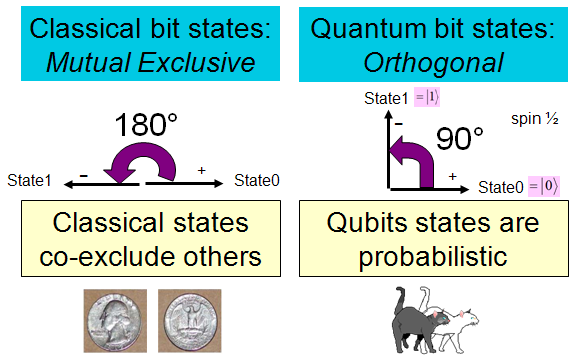 Classical bit states:
Mutual Exclusive
180°
State1
–
+
State0
Classical states
co-exclude others
Quantum bit states:
Orthogonal
State1 =|1⟩
–
90°
spin ½
+
State0 =|0⟩
Qubits states are
probabilistic